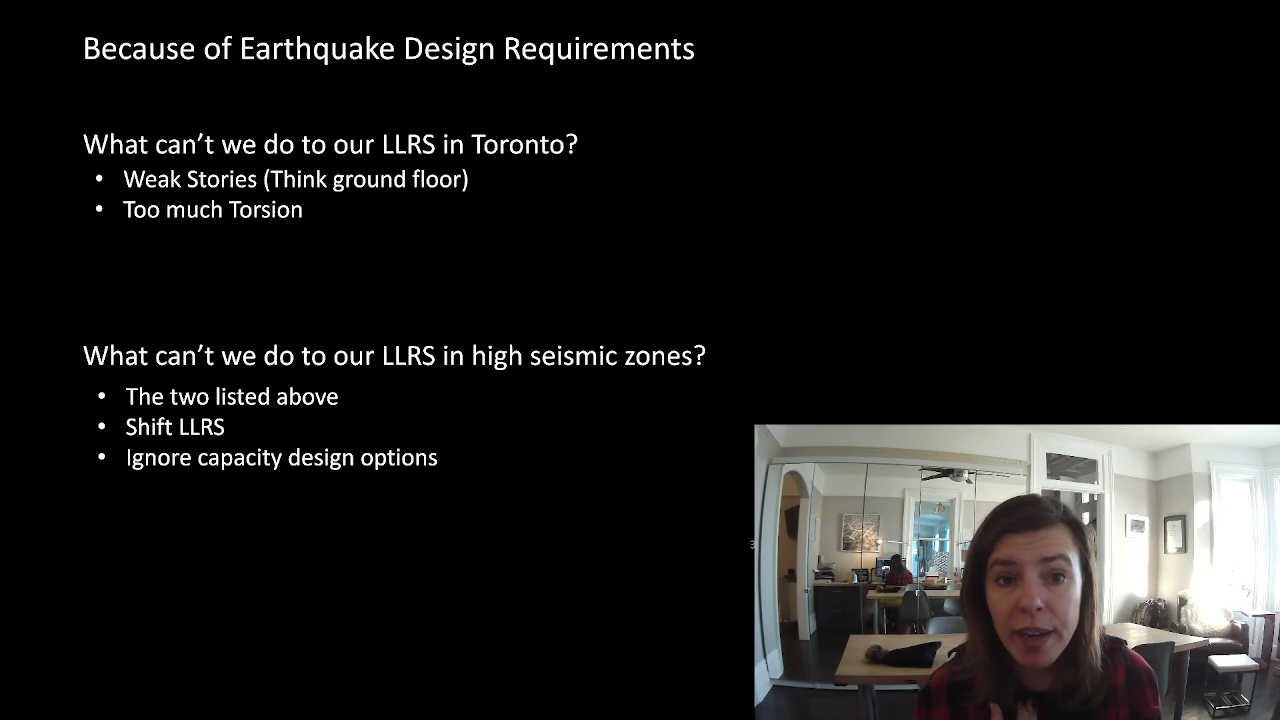 Because of Earthquake Design Requirements
What can't we do to our LLRS in Toronto?
• Weak Stories (Think ground floor)
• Too much Torsion
What can't we do to our LLRS in high seismic zones?
• The two listed above
• Shift LLRS
• Ignore capacity design options
3